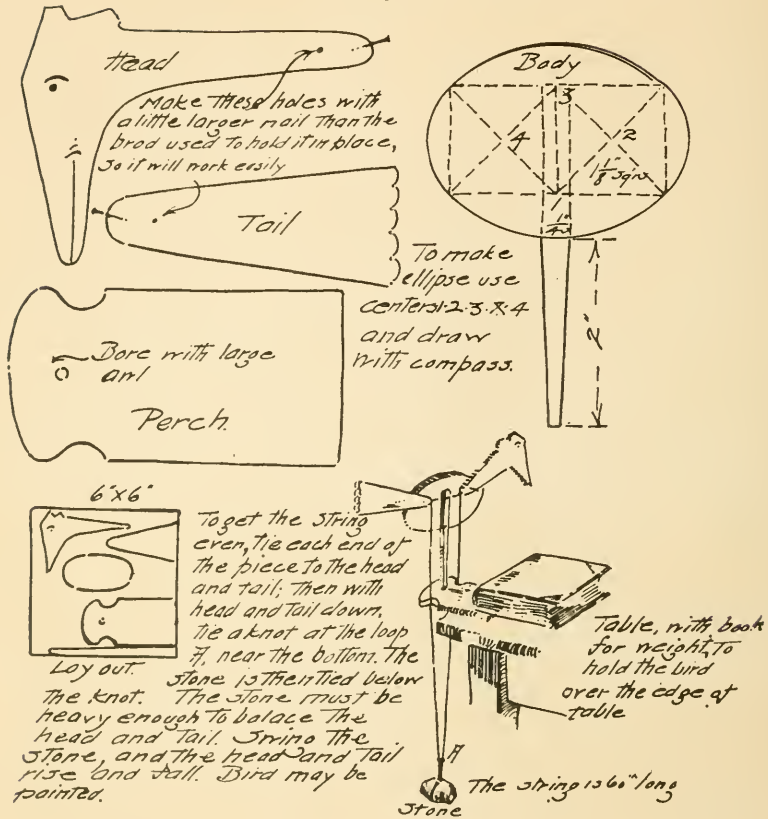 Head
Make these holes with
a little larger nail than the
brad used to hold it in place,
so it will work easily
Body
3
4
2
1 1/8" sqrs
1/4"
2"
Tail
To make
ellipse use
centers 1-2-3-&-4
and draw
with compass.
Bore with large
awl
Perch.
6"x6"
Lay out.
To get the string
even, tie each end of
the piece to the head
and tail; then with
head and tail down,
tie a knot at the loop
A, near the bottom. The
stone is then tied below
the knot. The stone must be
heavy enough to balace the
head and tail. Swing the
stone, and the head and tail
rise and fall. Bird may be
painted.
Table, with book
for weight, to
hold the bird
over the edge of
table
A
The string is 60" long
Stone